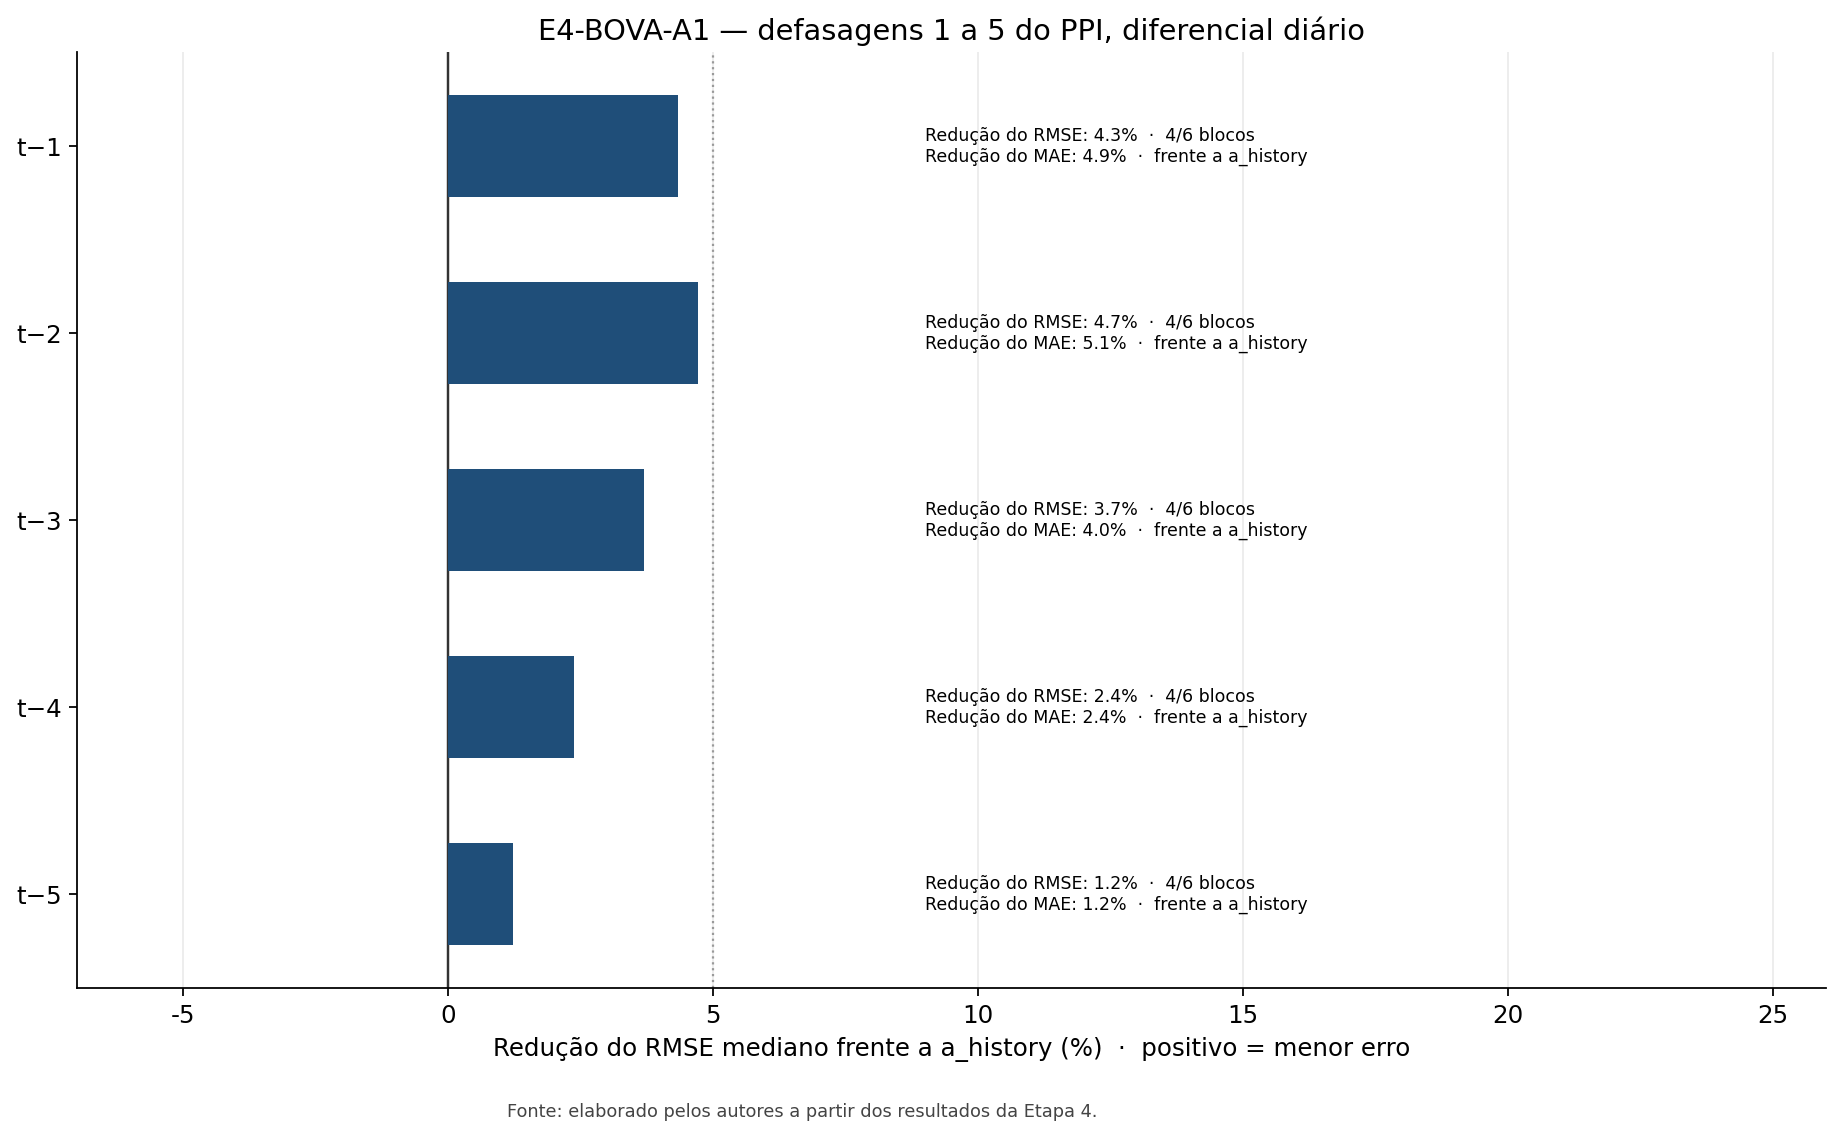 E4-BOVA-A1 — defasagens 1 a 5 do PPI, diferencial diário
t−1
Redução do RMSE: 4.3%  ·  4/6 blocos
Redução do MAE: 4.9%  ·  frente a a_history
t−2
Redução do RMSE: 4.7%  ·  4/6 blocos
Redução do MAE: 5.1%  ·  frente a a_history
t−3
Redução do RMSE: 3.7%  ·  4/6 blocos
Redução do MAE: 4.0%  ·  frente a a_history
t−4
Redução do RMSE: 2.4%  ·  4/6 blocos
Redução do MAE: 2.4%  ·  frente a a_history
t−5
Redução do RMSE: 1.2%  ·  4/6 blocos
Redução do MAE: 1.2%  ·  frente a a_history
-5 0 5 10 15 20 25
Redução do RMSE mediano frente a a_history (%)  ·  positivo = menor erro
Fonte: elaborado pelos autores a partir dos resultados da Etapa 4.